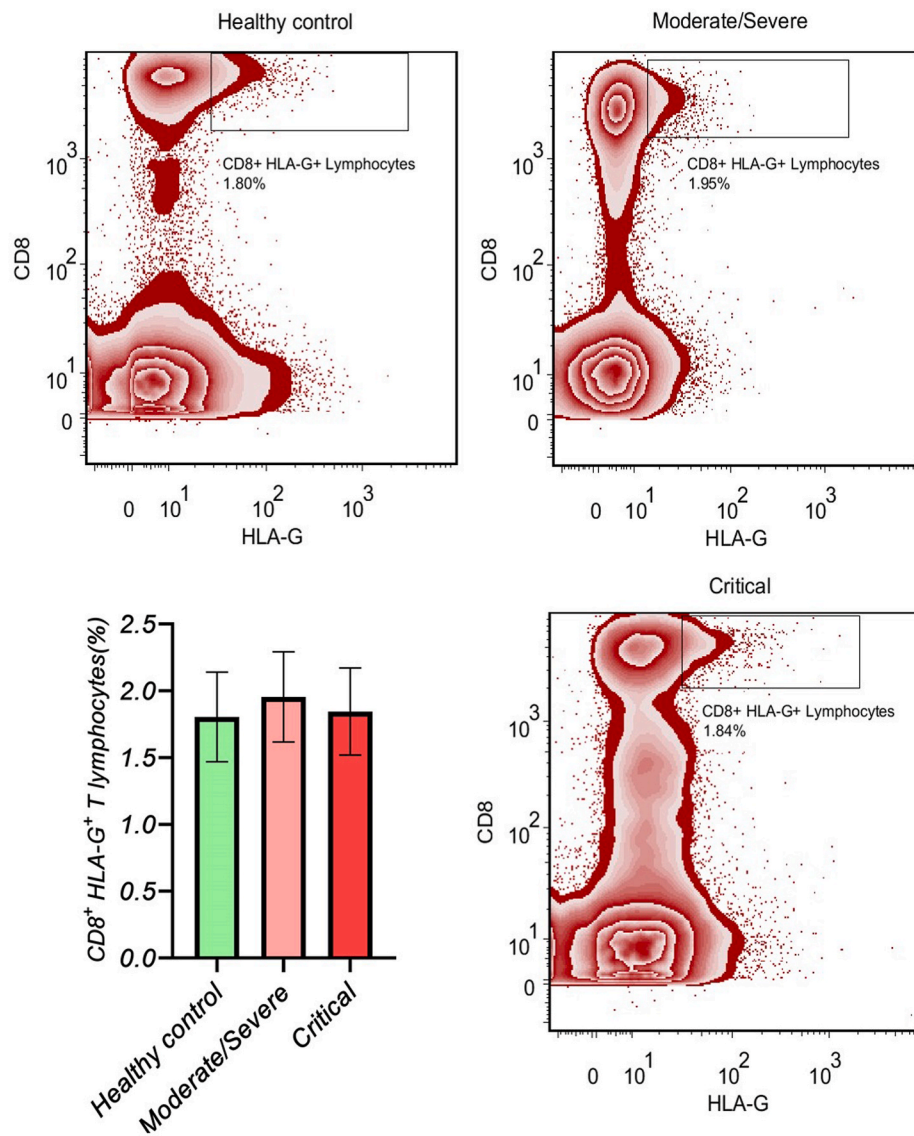 Healthy control
CD8
10³
10²
10¹
0
CD8+ HLA-G+ Lymphocytes
1.80%
0 10¹ 10² 10³
HLA-G
Moderate/Severe
CD8
10³
10²
10¹
0
CD8+ HLA-G+ Lymphocytes
1.95%
0 10¹ 10² 10³
HLA-G
CD8⁺ HLA-G⁺ T lymphocytes(%)
2.5
2.0
1.5
1.0
0.5
0.0
Healthy control
Moderate/Severe
Critical
Critical
CD8
10³
10²
10¹
0
CD8+ HLA-G+ Lymphocytes
1.84%
0 10¹ 10² 10³
HLA-G